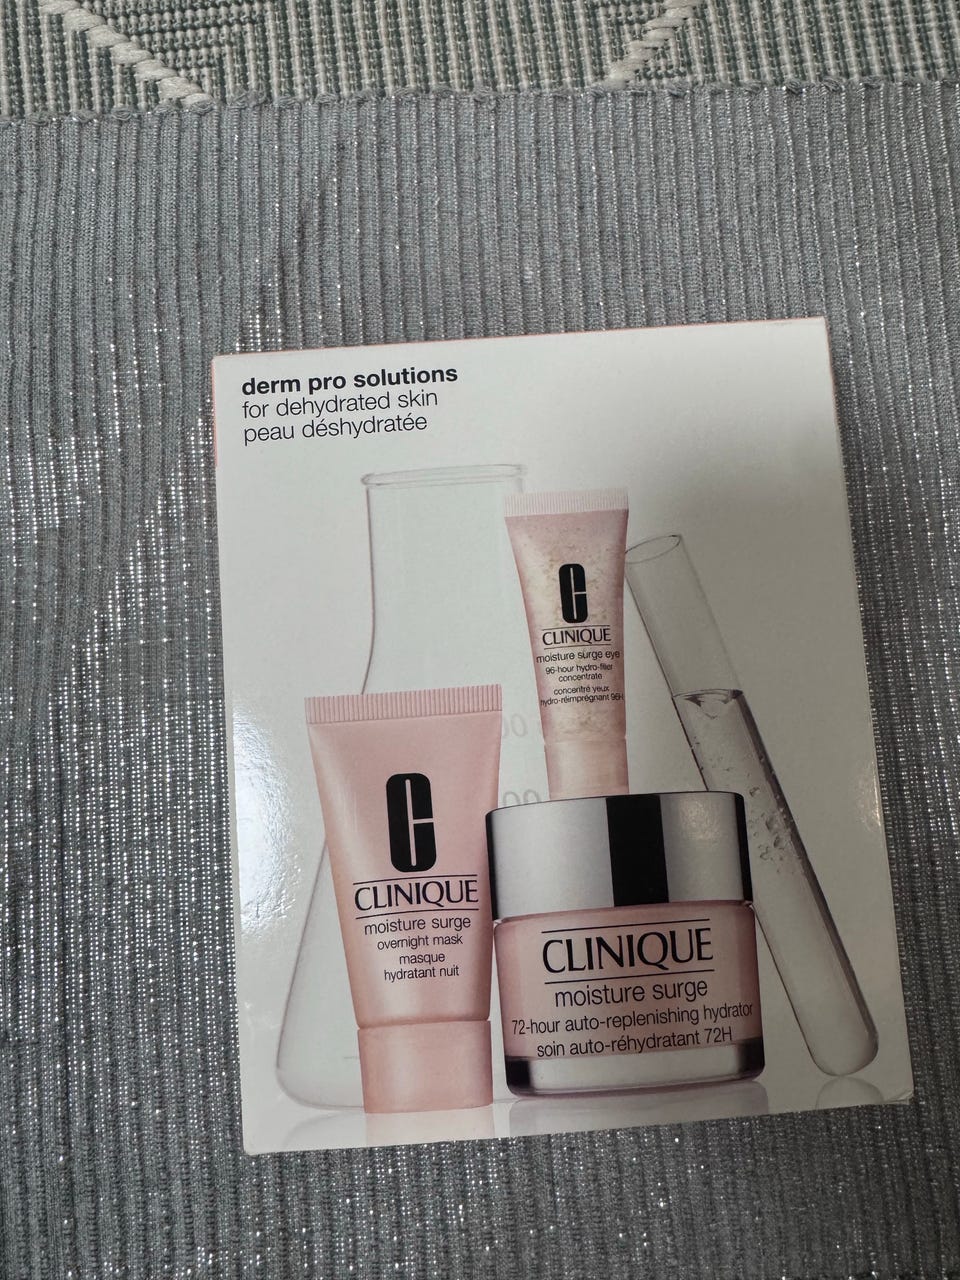 derm pro solutions
for dehydrated skin
peau déshydratée
CLINIQUE
moisture surge eye
96-hour hydro-filler
concentrate
concentré yeux
hydro-réimprégnant 96H
CLINIQUE
moisture surge
overnight mask
masque
hydratant nuit
CLINIQUE
moisture surge
72-hour auto-replenishing hydrator
soin auto-réhydratant 72H